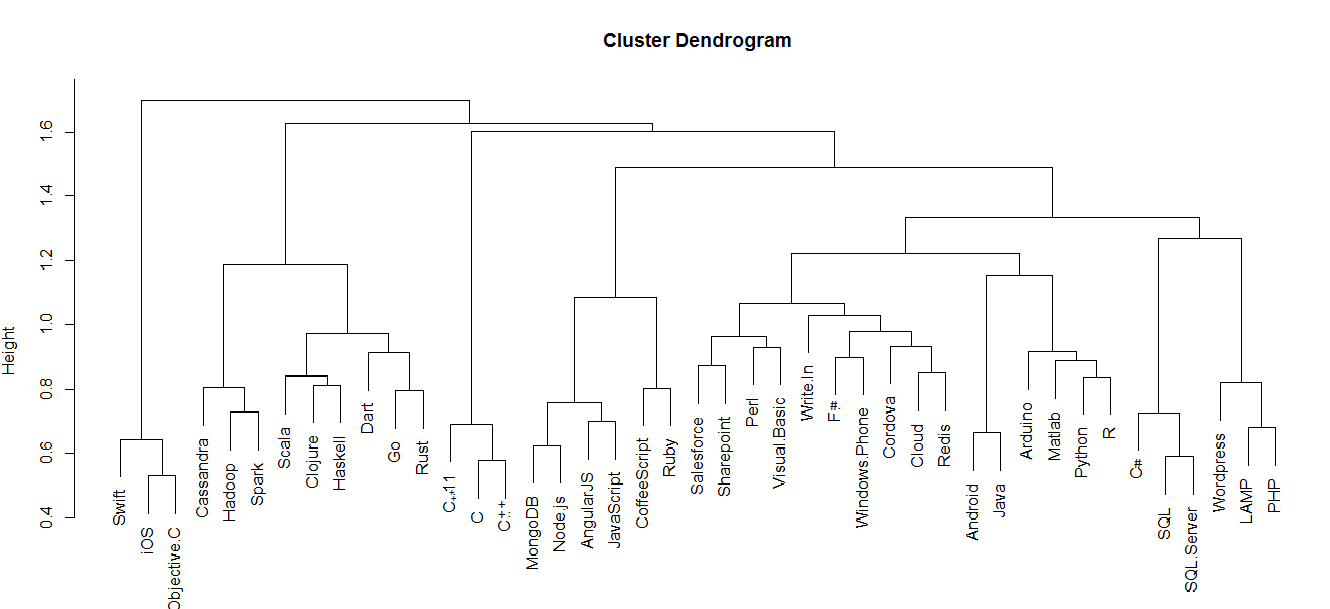 Cluster Dendrogram
Height
1.6
1.4
1.2
1.0
0.8
0.6
0.4
Swift
iOS
Objective.C
Cassandra
Hadoop
Spark
Scala
Clojure
Haskell
Dart
Go
Rust
C++11
C
C++
MongoDB
Node.js
AngularJS
JavaScript
CoffeeScript
Ruby
Salesforce
Sharepoint
Perl
Visual.Basic
Write.In
F#
Windows.Phone
Cordova
Cloud
Redis
Android
Java
Arduino
Matlab
Python
R
C#
SQL
SQL.Server
Wordpress
LAMP
PHP